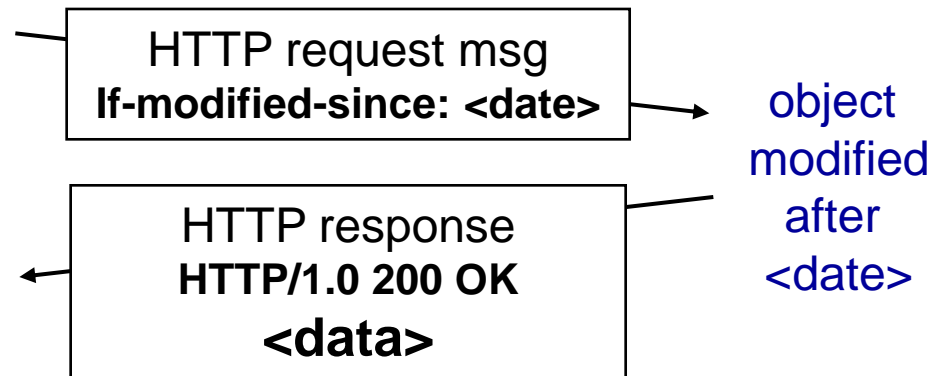 HTTP request msg
If-modified-since: <date>
object
modified
after
<date>
HTTP response
HTTP/1.0 200 OK
<data>